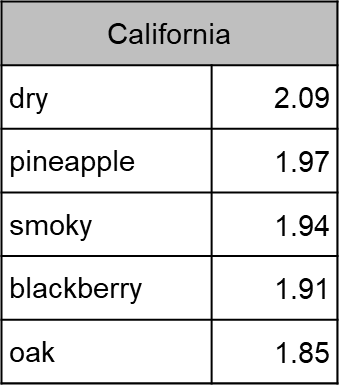 California
dry 2.09
pineapple 1.97
smoky 1.94
blackberry 1.91
oak 1.85